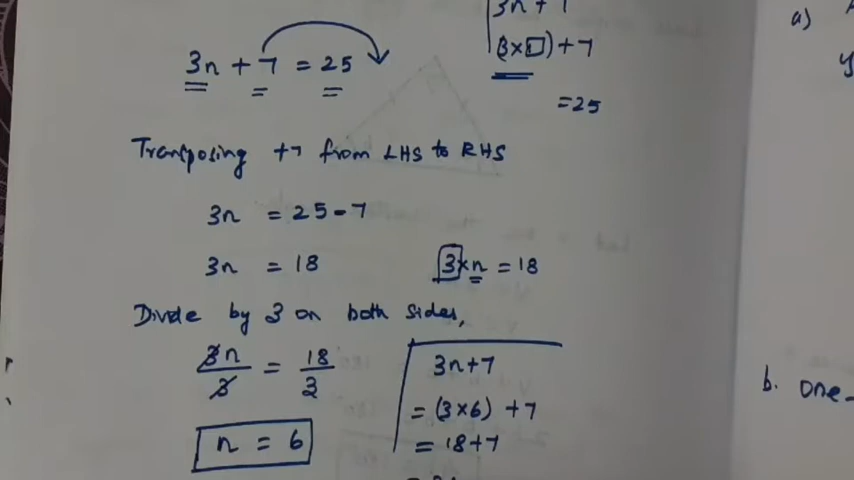 3n + 7 = 25
3n + 7
(3×□) + 7
= 25
Transposing +7 from LHS to RHS
3n = 25 - 7
3n = 18
3×n = 18
Divide by 3 on both sides,
3n/3 = 18/3
n = 6
3n+7
= (3×6) + 7
= 18+7
a)
y
b. One-